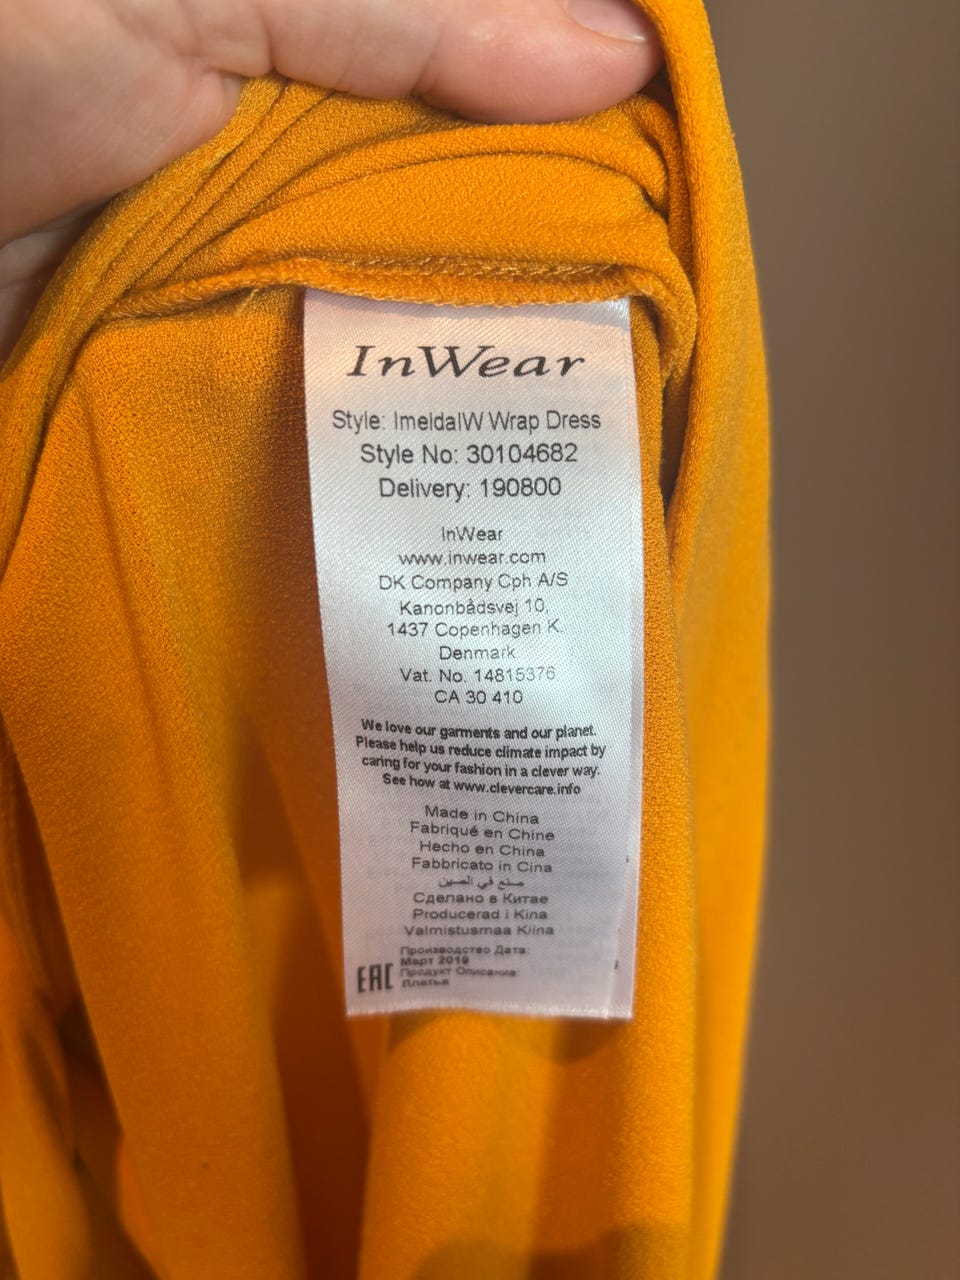 InWear
Style: ImeldaIW Wrap Dress
Style No: 30104682
Delivery: 190800
InWear
www.inwear.com
DK Company Cph A/S
Kanonbådsvej 10,
1437 Copenhagen K.
Denmark
Vat. No. 14815376
CA 30 410
We love our garments and our planet.
Please help us reduce climate impact by
caring for your fashion in a clever way.
See how at www.clevercare.info
Made in China
Fabriqué en Chine
Hecho en China
Fabbricato in Cina
صنع في الصين
Сделано в Китае
Producerad i Kina
Valmistusmaa Kiina
Производство Дата:
Март 2019
EAC Продукт Описание:
Платье